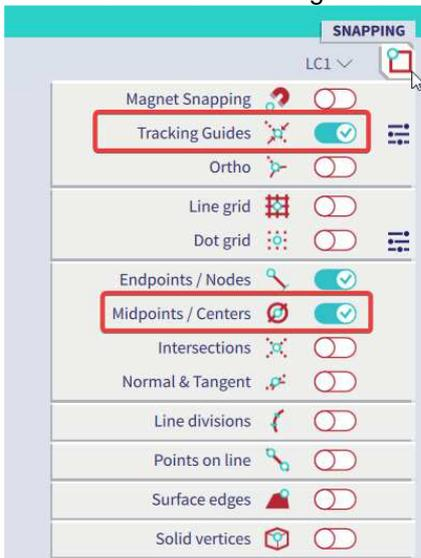 SNAPPING
LC1
Magnet Snapping
Tracking Guides
Ortho
Line grid
Dot grid
Endpoints / Nodes
Midpoints / Centers
Intersections
Normal & Tangent
Line divisions
Points on line
Surface edges
Solid vertices